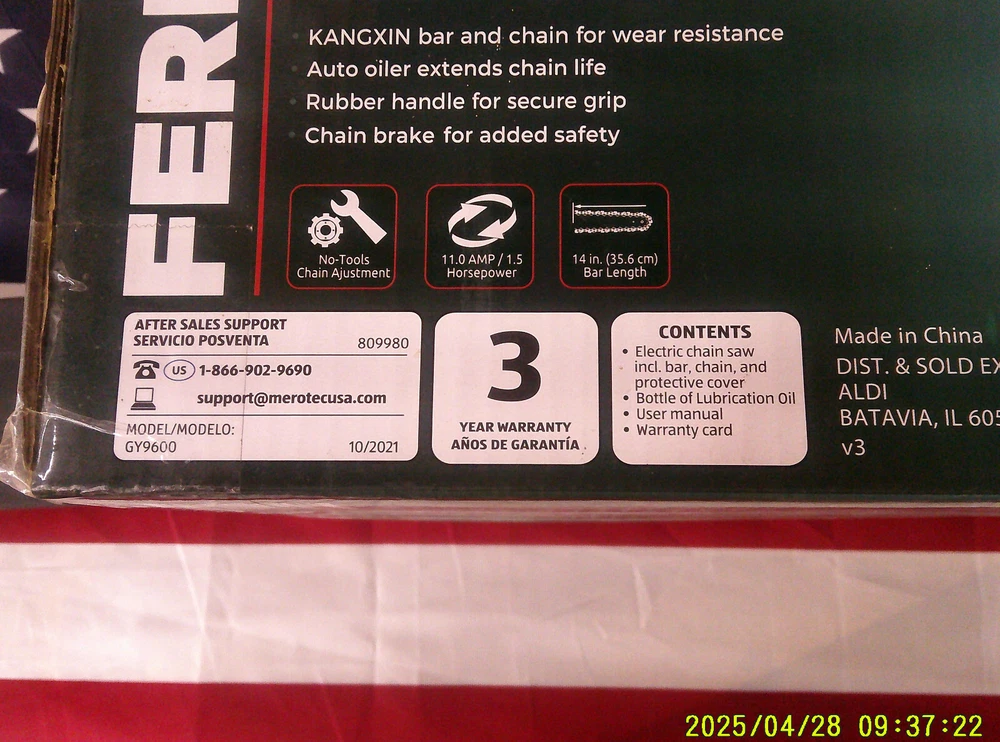 FER
KANGXIN bar and chain for wear resistance
Auto oiler extends chain life
Rubber handle for secure grip
Chain brake for added safety
No-Tools
Chain Ajustment
11.0 AMP / 1.5
Horsepower
14 in. (35.6 cm)
Bar Length
AFTER SALES SUPPORT
SERVICIO POSVENTA 809980
US 1-866-902-9690
support@merotecusa.com
MODEL/MODELO:
GY9600 10/2021
3
YEAR WARRANTY
AÑOS DE GARANTÍA
CONTENTS
• Electric chain saw
incl. bar, chain, and
protective cover
• Bottle of Lubrication Oil
• User manual
• Warranty card
Made in China
DIST. & SOLD EX
ALDI
BATAVIA, IL 605
v3
2025/04/28 09:37:22